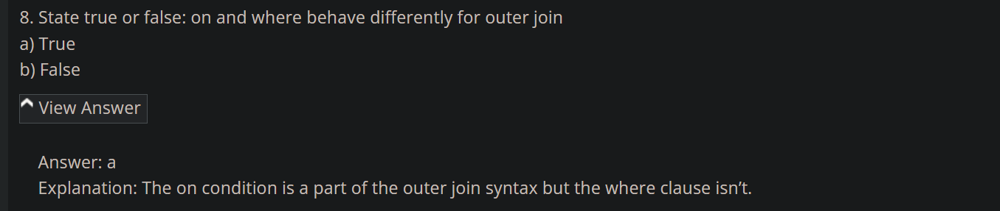 8. State true or false: on and where behave differently for outer join
a) True
b) False
View Answer
Answer: a
Explanation: The on condition is a part of the outer join syntax but the where clause isn’t.